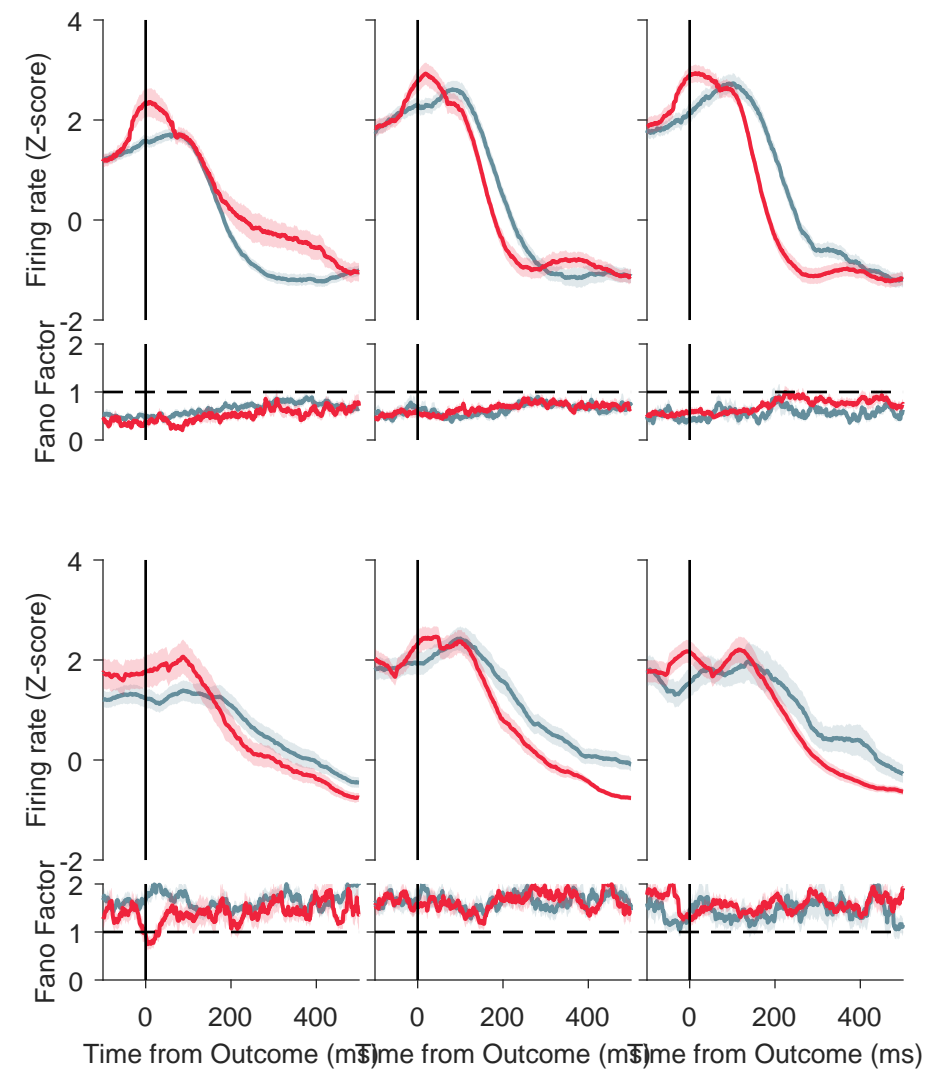 Firing rate (Z-score)
4
2
0
-2
Fano Factor
2
1
0
Firing rate (Z-score)
4
2
0
-2
Fano Factor
2
1
0
0 200 400
0 200 400
0 200 400
Time from Outcome (ms)
Time from Outcome (ms)
Time from Outcome (ms)